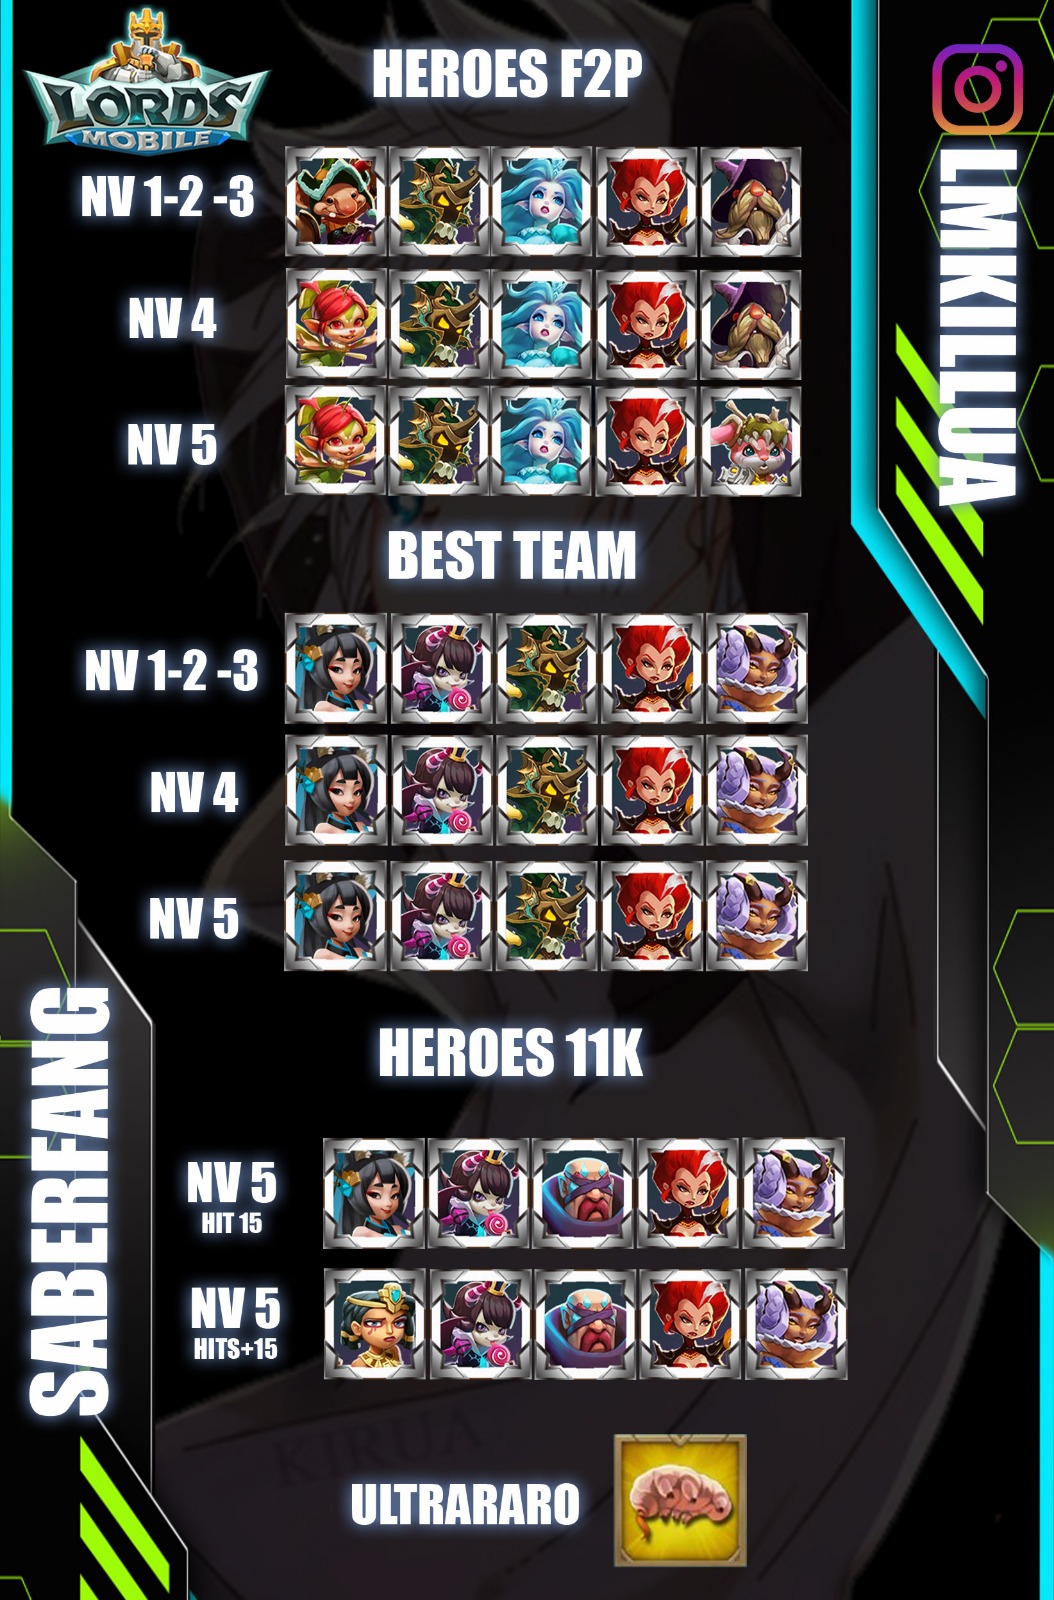 LORDS
MOBILE
HEROES F2P
LMKILLUA
NV 1-2 -3
NV 4
NV 5
BEST TEAM
NV 1-2 -3
NV 4
NV 5
SABERFANG
HEROES 11K
NV 5
HIT 15
NV 5
HITS+15
KIRUA
ULTRARARO